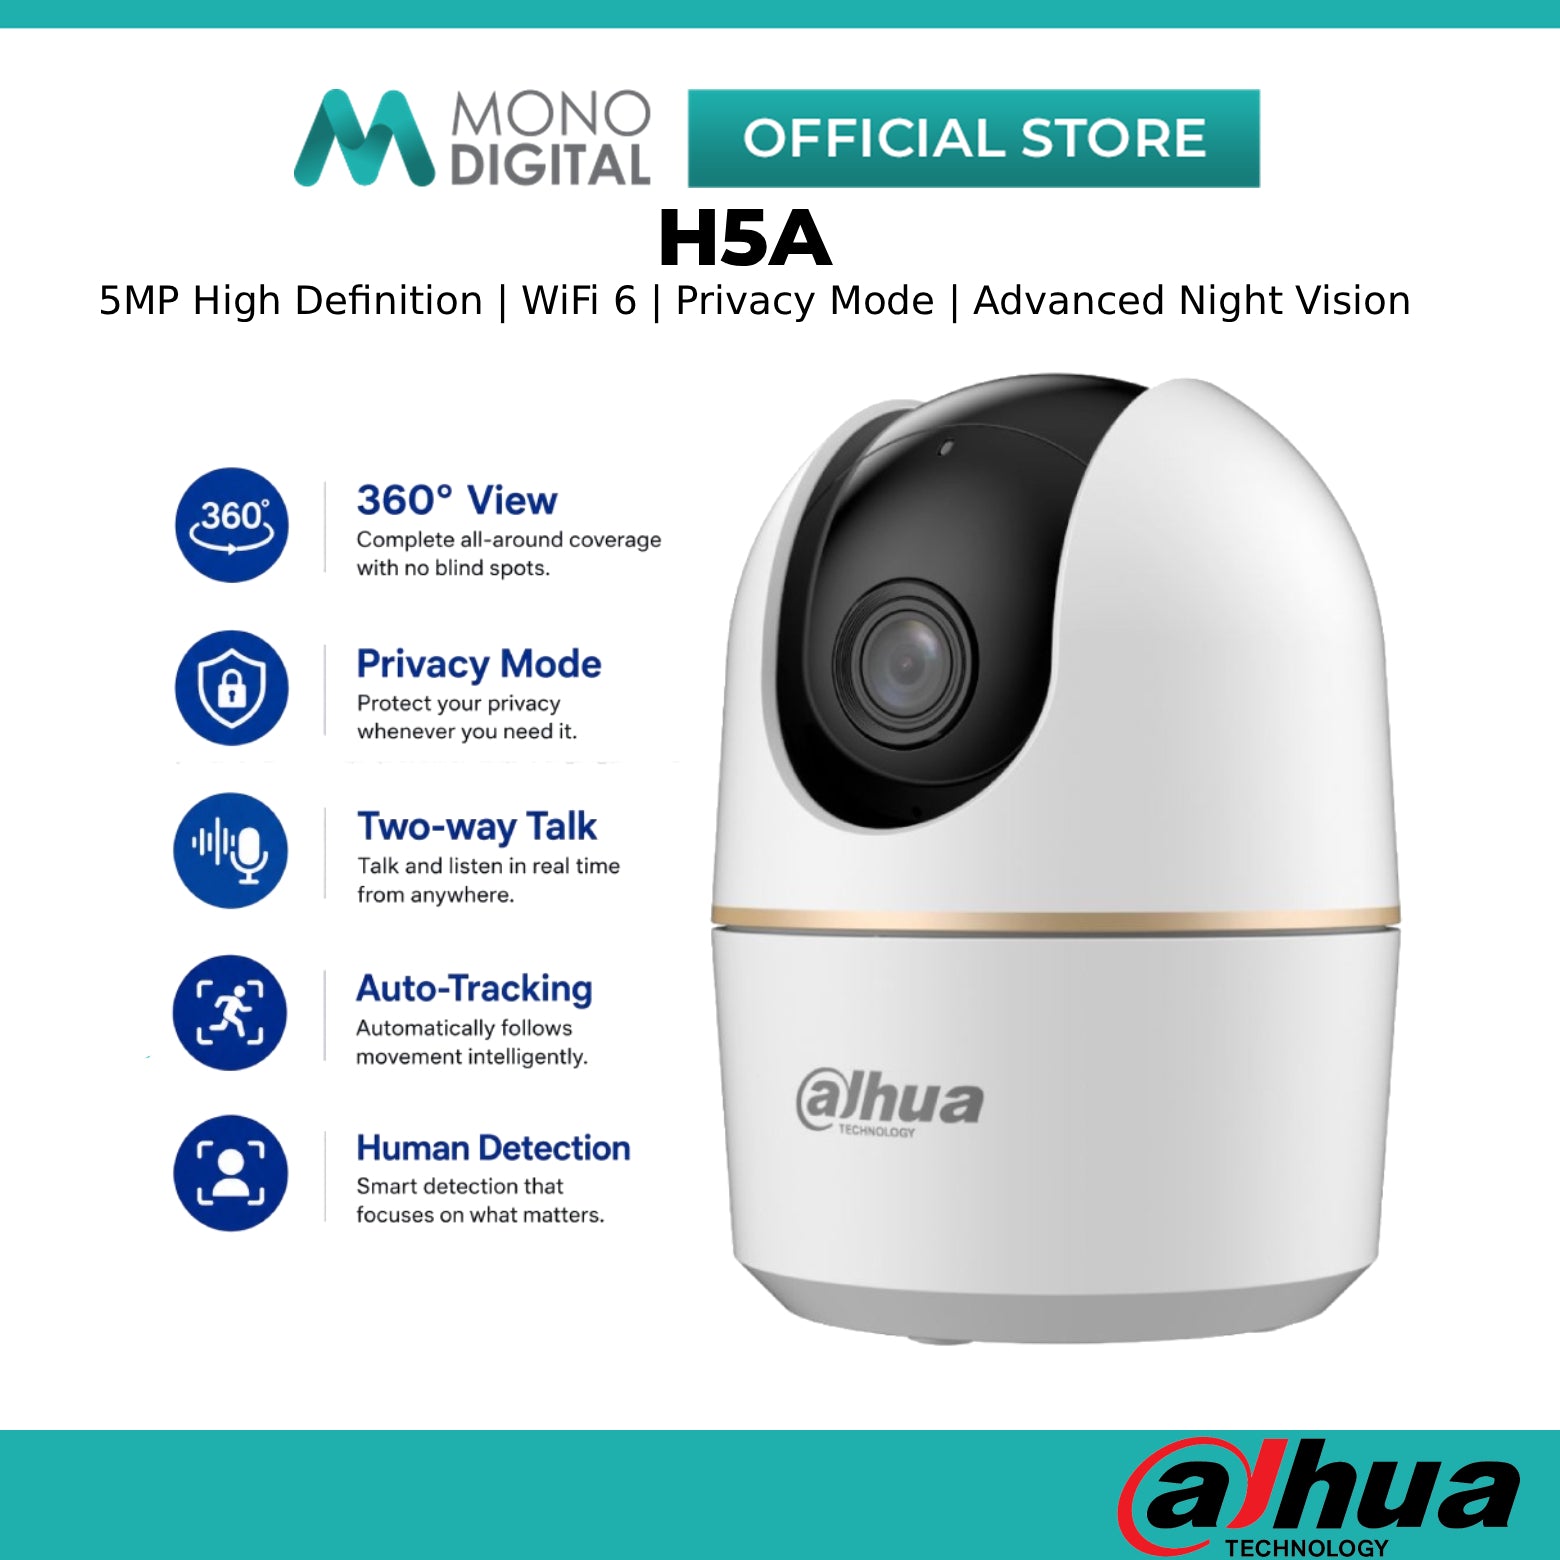 MONO
DIGITAL
OFFICIAL STORE
H5A
5MP High Definition | WiFi 6 | Privacy Mode | Advanced Night Vision
360°
360° View
Complete all-around coverage
with no blind spots.
Privacy Mode
Protect your privacy
whenever you need it.
Two-way Talk
Talk and listen in real time
from anywhere.
Auto-Tracking
Automatically follows
movement intelligently.
Human Detection
Smart detection that
focuses on what matters.
alhua
TECHNOLOGY
alhua
TECHNOLOGY